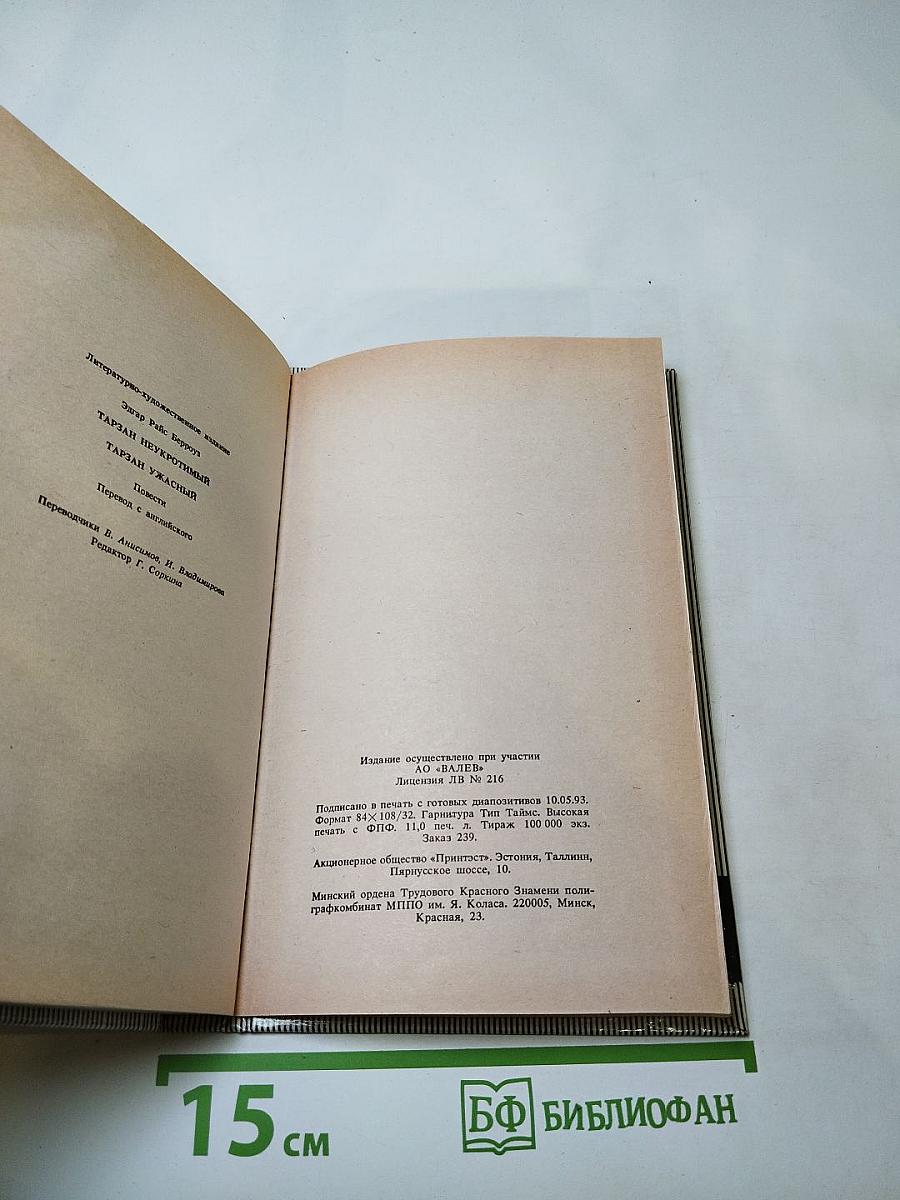 Литературно-художественное издание
Эдгар Райс Берроуз
ТАРЗАН НЕУКРОТИМЫЙ
ТАРЗАН УЖАСНЫЙ
Повести
Перевод с английского
Переводчики В. Анисимов, И. Владимирова
Редактор Г. Соркина
Издание осуществлено при участии
АО «ВАЛЕВ»
Лицензия ЛВ № 216
Подписано в печать с готовых диапозитивов 10.05.93.
Формат 84×108/32. Гарнитура Тип Таймс. Высокая
печать с ФПФ. 11,0 печ. л. Тираж 100 000 экз.
Заказ 239.
Акционерное общество «Принтэст». Эстония, Таллинн,
Пярнусское шоссе, 10.
Минский ордена Трудового Красного Знамени поли-
графкомбинат МППО им. Я. Коласа. 220005, Минск,
Красная, 23.
15 см
БФ БИБЛИОФАН